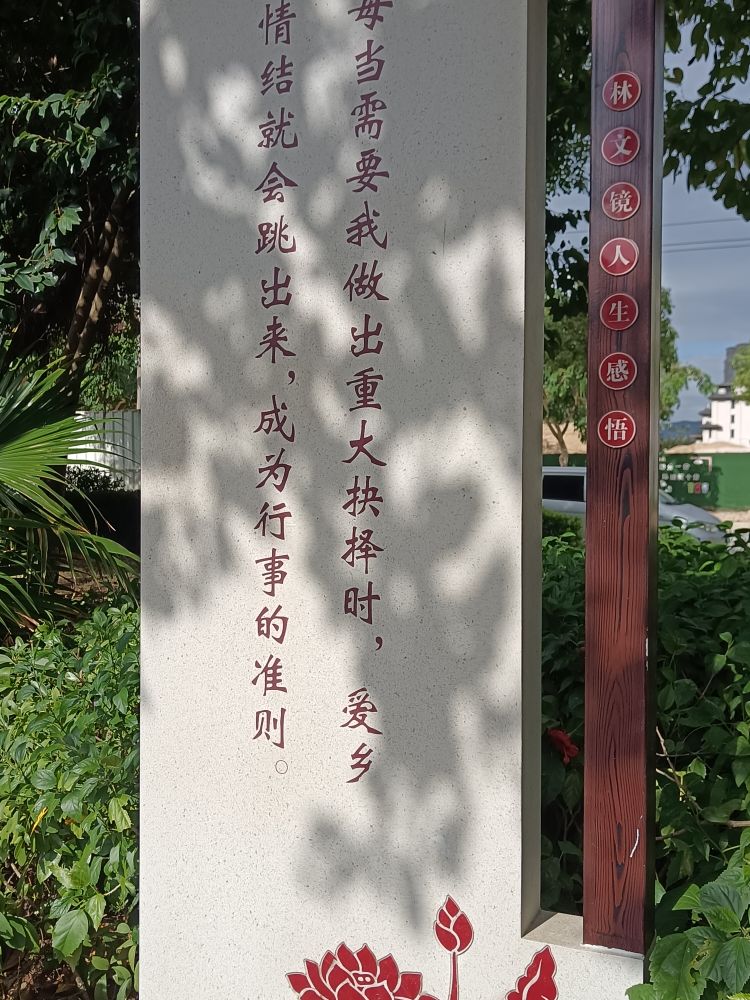 林文镜人生感悟
每当需要我做出重大抉择时，爱乡
情结就会跳出来，成为行事的准则。